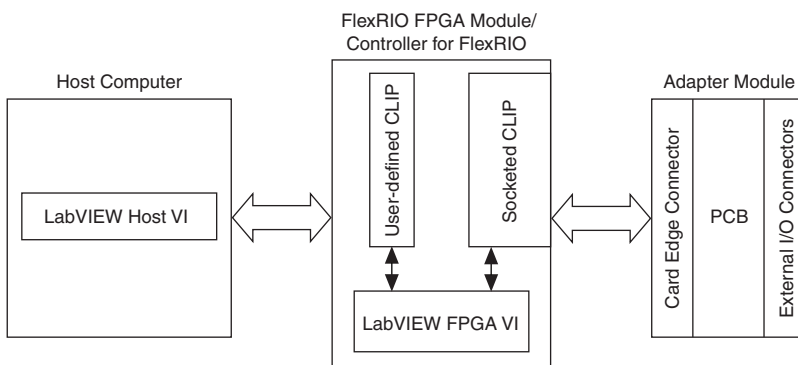 FlexRIO FPGA Module/
Controller for FlexRIO
Host Computer
LabVIEW Host VI
User-defined CLIP
Socketed CLIP
LabVIEW FPGA VI
Adapter Module
Card Edge Connector
PCB
External I/O Connectors